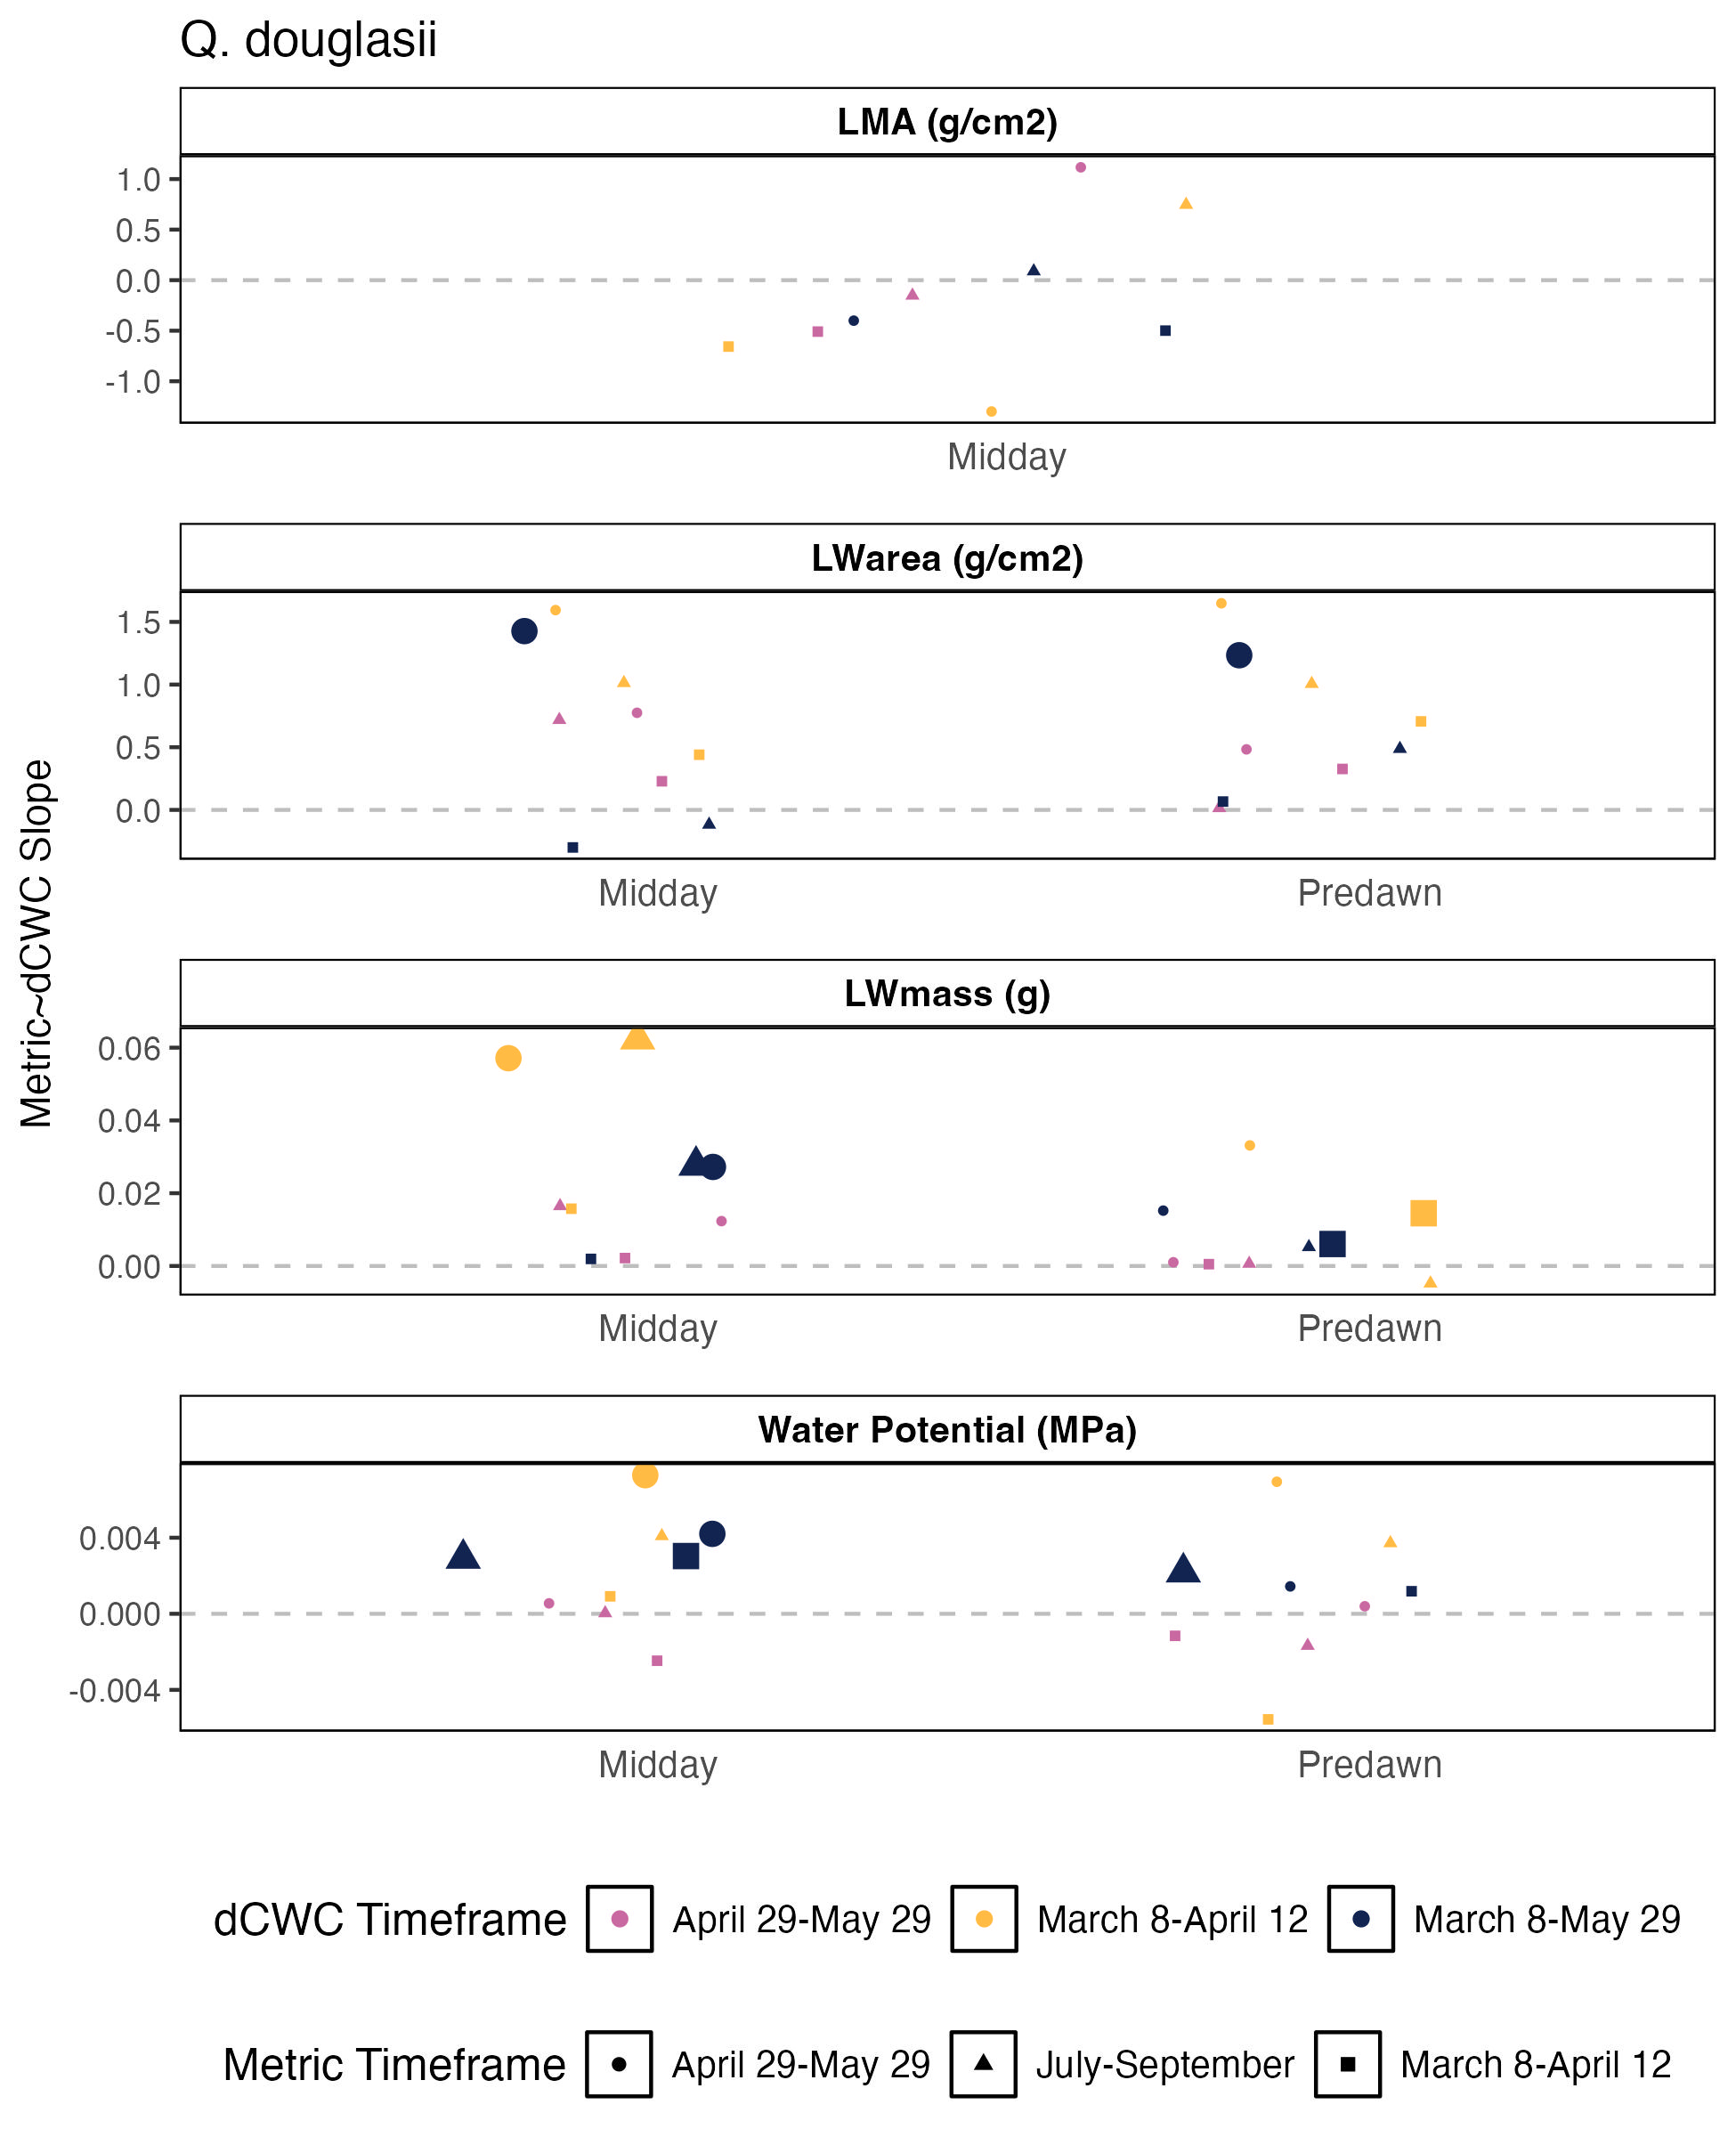 Q. douglasii
LMA (g/cm2)
1.0
0.5
0.0
-0.5
-1.0
Midday
LWarea (g/cm2)
1.5
1.0
0.5
0.0
Midday Predawn
Metric~dCWC Slope
LWmass (g)
0.06
0.04
0.02
0.00
Midday Predawn
Water Potential (MPa)
0.004
0.000
-0.004
Midday Predawn
dCWC Timeframe April 29-May 29 March 8-April 12 March 8-May 29
Metric Timeframe April 29-May 29 July-September March 8-April 12